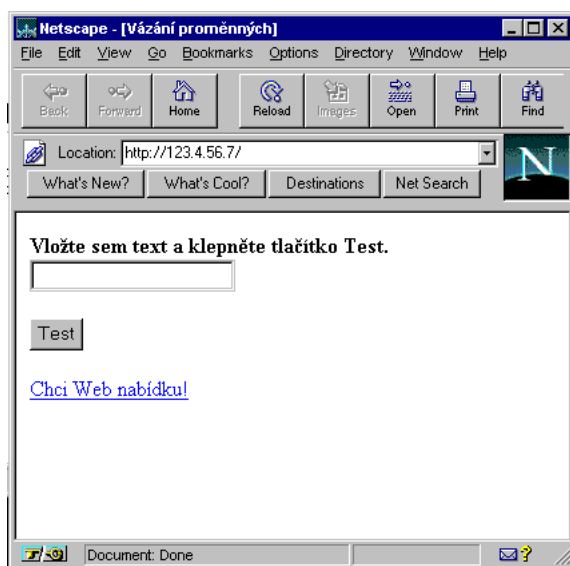 Netscape - [Vázání proměnných]
File Edit View Go Bookmarks Options Directory Window Help
Back Forward Home Reload Images Open Print Find
Location: http://123.4.56.7/
N
What's New? What's Cool? Destinations Net Search
Vložte sem text a klepněte tlačítko Test.
Test
Chci Web nabídku!
Document: Done
?